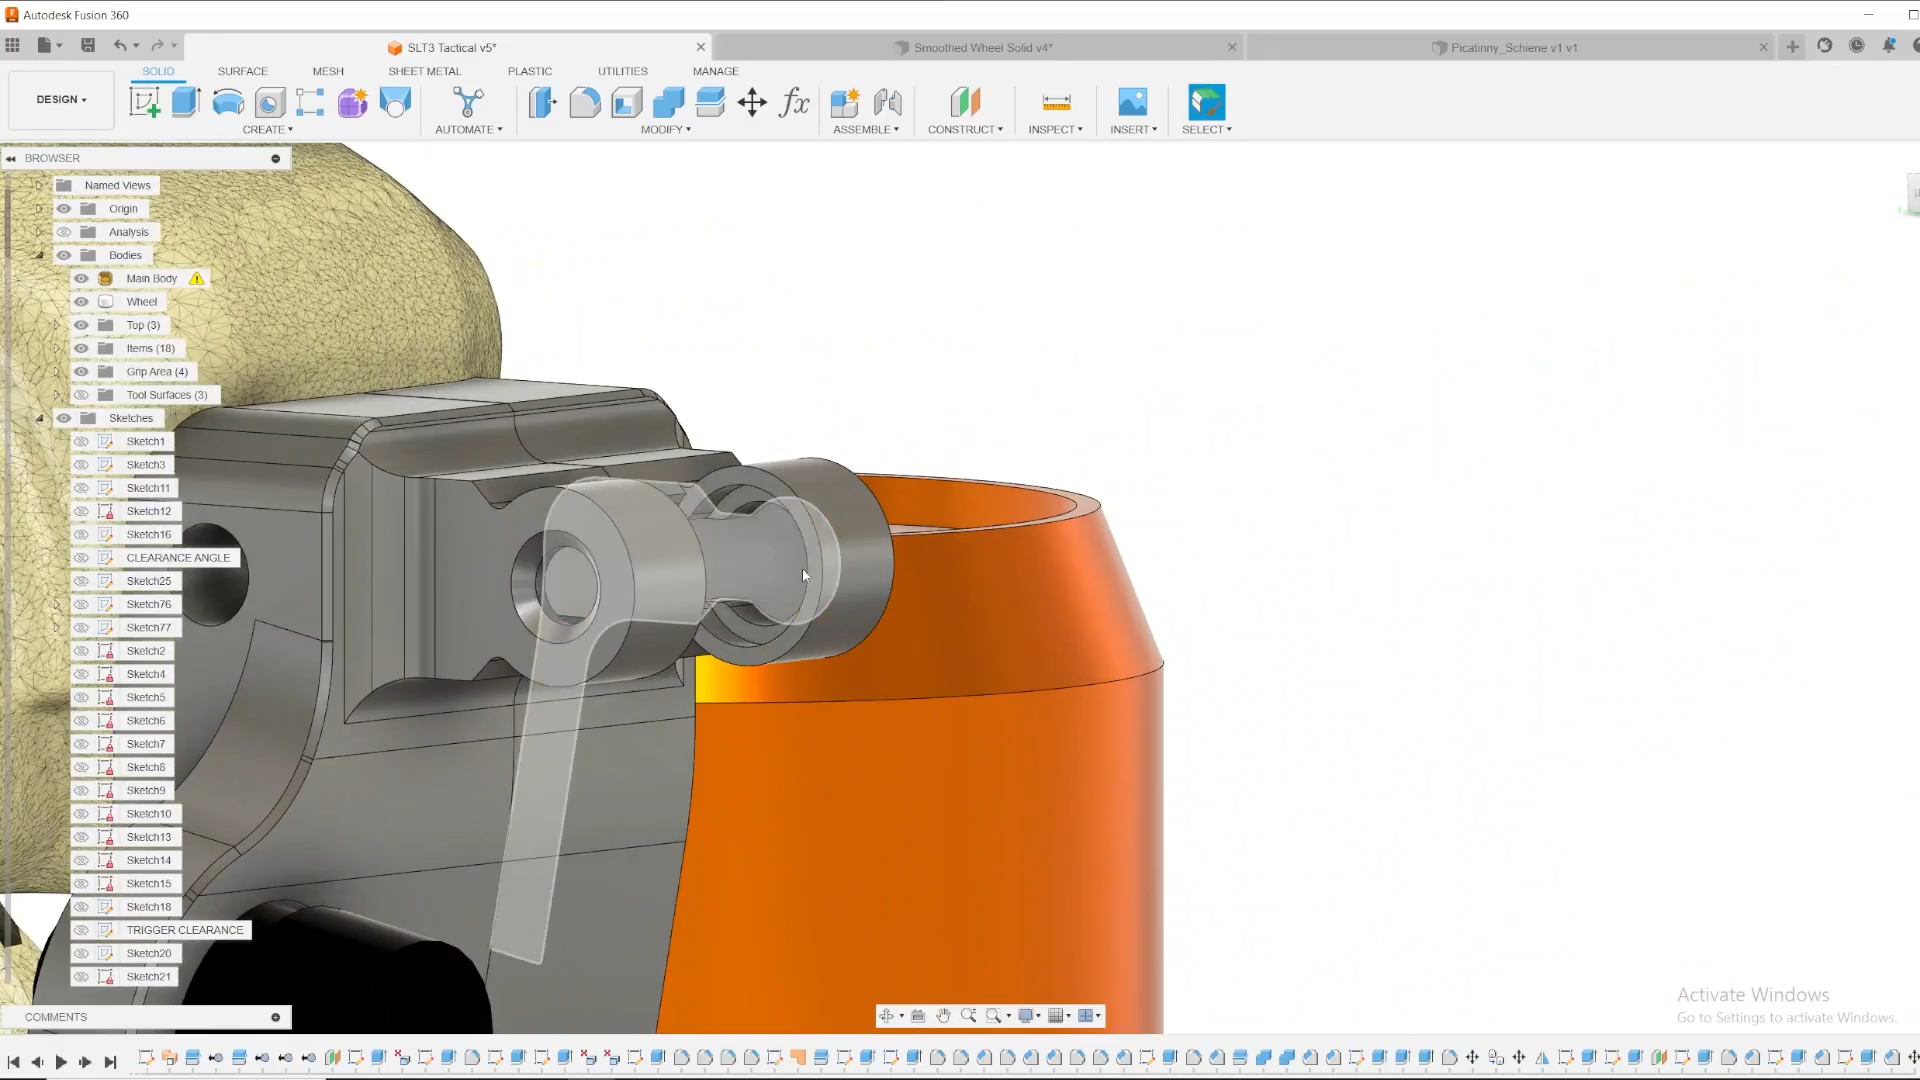 Autodesk Fusion 360
SLT3 Tactical v5*
Smoothed Wheel Solid v4*
Picatinny_Schiene v1 v1
SOLID SURFACE MESH SHEET METAL PLASTIC UTILITIES MANAGE
DESIGN
CREATE AUTOMATE MODIFY fx ASSEMBLE CONSTRUCT INSPECT INSERT SELECT
BROWSER
Named Views
Origin
Analysis
Bodies
Main Body
Wheel
Top (3)
Items (18)
Grip Area (4)
Tool Surfaces (3)
Sketches
Sketch1
Sketch3
Sketch11
Sketch12
Sketch16
CLEARANCE ANGLE
Sketch25
Sketch76
Sketch77
Sketch2
Sketch4
Sketch5
Sketch6
Sketch7
Sketch8
Sketch9
Sketch10
Sketch13
Sketch14
Sketch15
Sketch18
TRIGGER CLEARANCE
Sketch20
Sketch21
COMMENTS
Activate Windows
Go to Settings to activate Windows.